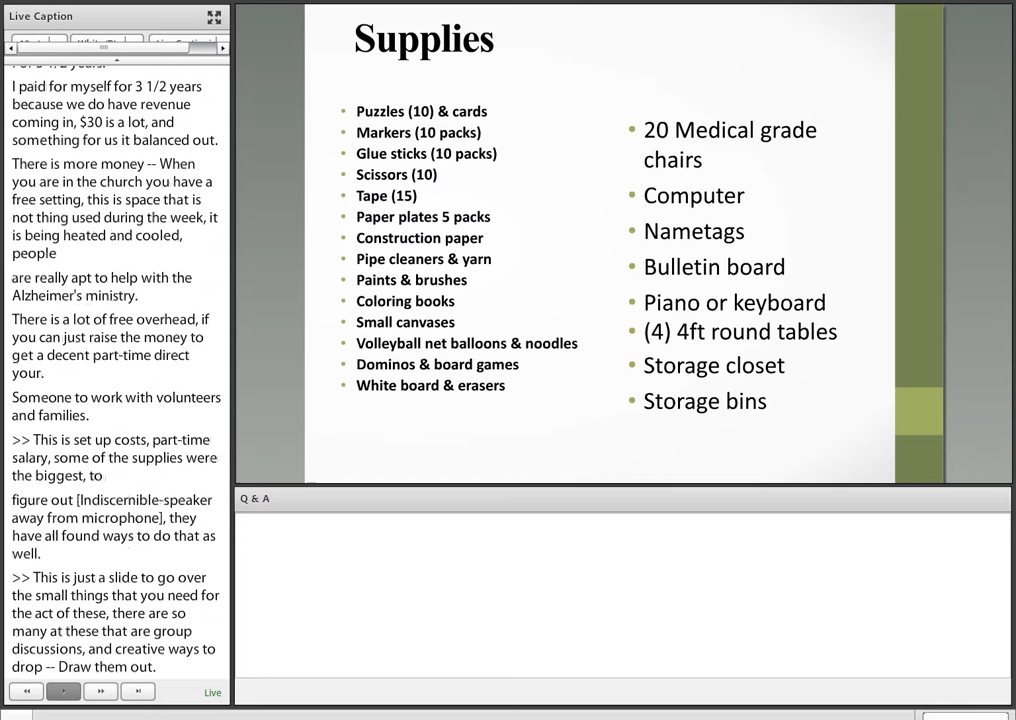 Live Caption
I paid for myself for 3 1/2 years
because we do have revenue
coming in, $30 is a lot, and
something for us it balanced out.
There is more money -- When
you are in the church you have a
free setting, this is space that is
not thing used during the week, it
is being heated and cooled,
people
are really apt to help with the
Alzheimer's ministry.
There is a lot of free overhead, if
you can just raise the money to
get a decent part-time direct
your.
Someone to work with volunteers
and families.
>> This is set up costs, part-time
salary, some of the supplies were
the biggest, to
figure out [Indiscernible-speaker
away from microphone], they
have all found ways to do that as
well.
>> This is just a slide to go over
the small things that you need for
the act of these, there are so
many at these that are group
discussions, and creative ways to
drop -- Draw them out.
Live
Supplies
• Puzzles (10) & cards
• Markers (10 packs)
• Glue sticks (10 packs)
• Scissors (10)
• Tape (15)
• Paper plates 5 packs
• Construction paper
• Pipe cleaners & yarn
• Paints & brushes
• Coloring books
• Small canvases
• Volleyball net balloons & noodles
• Dominos & board games
• White board & erasers
• 20 Medical grade
chairs
• Computer
• Nametags
• Bulletin board
• Piano or keyboard
• (4) 4ft round tables
• Storage closet
• Storage bins
Q & A